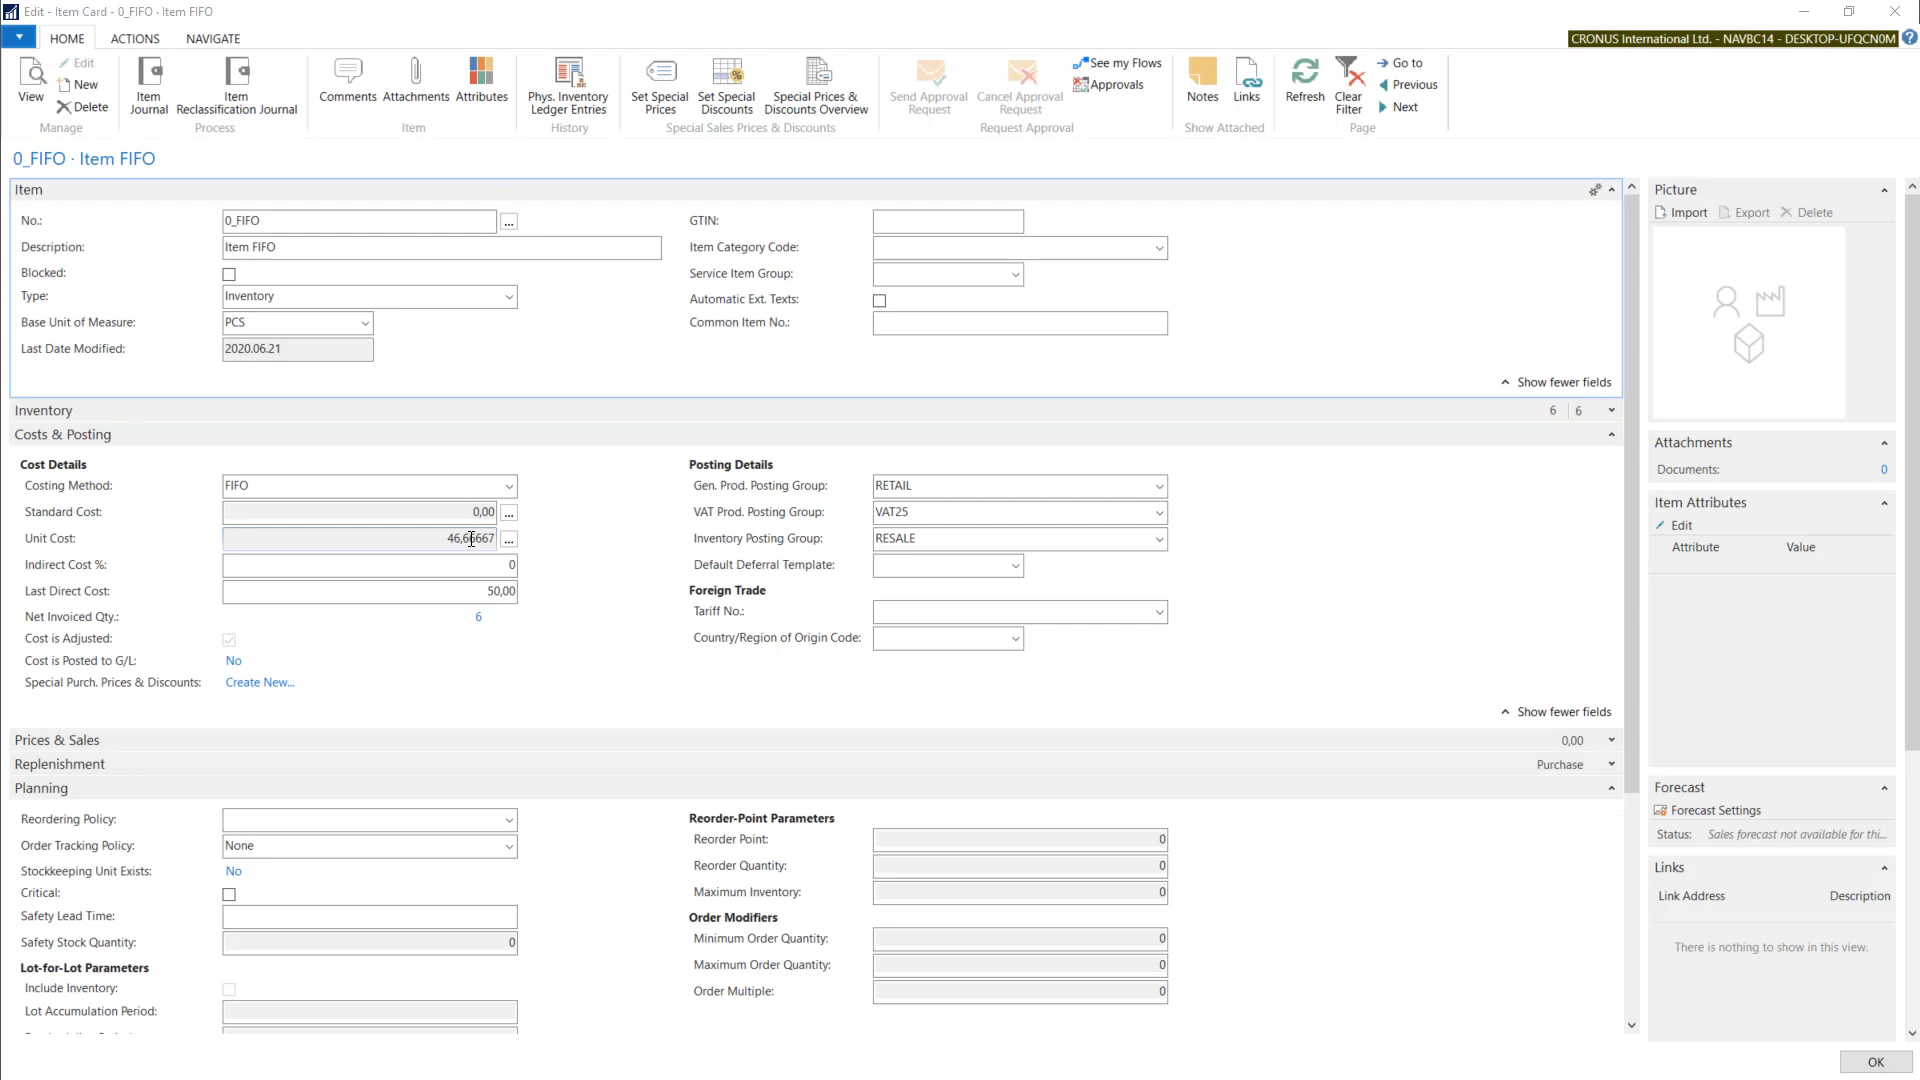 Edit - Item Card - 0_FIFO · Item FIFO
HOME ACTIONS NAVIGATE
CRONUS International Ltd. - NAVBC14 - DESKTOP-UFQCN0M
View
Edit
New
Delete
Manage
Item Journal
Item Reclassification Journal
Process
Comments Attachments Attributes
Item
Phys. Inventory Ledger Entries
History
Set Special Prices
Set Special Discounts
Special Prices & Discounts Overview
Special Sales Prices & Discounts
Send Approval Request
Cancel Approval Request
See my Flows
Approvals
Request Approval
Notes Links
Show Attached
Refresh
Clear Filter
Go to
Previous
Next
Page
0_FIFO · Item FIFO
Item
No.: 0_FIFO ...
Description: Item FIFO
Blocked:
Type: Inventory
Base Unit of Measure: PCS
Last Date Modified: 2020.06.21
GTIN:
Item Category Code:
Service Item Group:
Automatic Ext. Texts:
Common Item No.:
Show fewer fields
Inventory 6 6
Costs & Posting
Cost Details
Costing Method: FIFO
Standard Cost: 0,00 ...
Unit Cost: 46,66667 ...
Indirect Cost %: 0
Last Direct Cost: 50,00
Net Invoiced Qty.: 6
Cost is Adjusted:
Cost is Posted to G/L: No
Special Purch. Prices & Discounts: Create New...
Posting Details
Gen. Prod. Posting Group: RETAIL
VAT Prod. Posting Group: VAT25
Inventory Posting Group: RESALE
Default Deferral Template:
Foreign Trade
Tariff No.:
Country/Region of Origin Code:
Show fewer fields
Prices & Sales 0,00
Replenishment Purchase
Planning
Reordering Policy:
Order Tracking Policy: None
Stockkeeping Unit Exists: No
Critical:
Safety Lead Time:
Safety Stock Quantity: 0
Lot-for-Lot Parameters
Include Inventory:
Lot Accumulation Period:
Reorder-Point Parameters
Reorder Point: 0
Reorder Quantity: 0
Maximum Inventory: 0
Order Modifiers
Minimum Order Quantity: 0
Maximum Order Quantity: 0
Order Multiple: 0
Picture
Import Export Delete
Attachments
Documents: 0
Item Attributes
Edit
Attribute Value
Forecast
Forecast Settings
Status: Sales forecast not available for thi...
Links
Link Address Description
There is nothing to show in this view.
OK